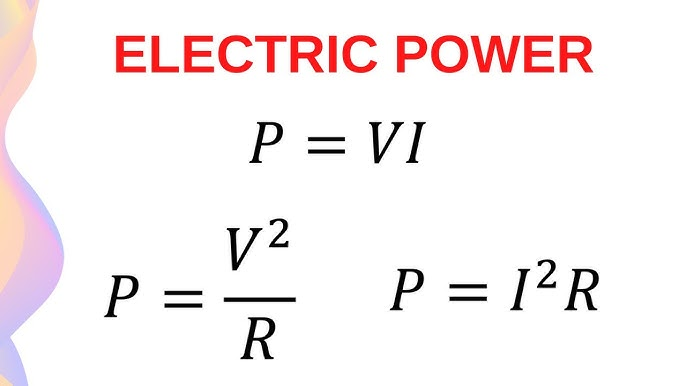 ELECTRIC POWER
P = VI
P = V²/R
P = I²R